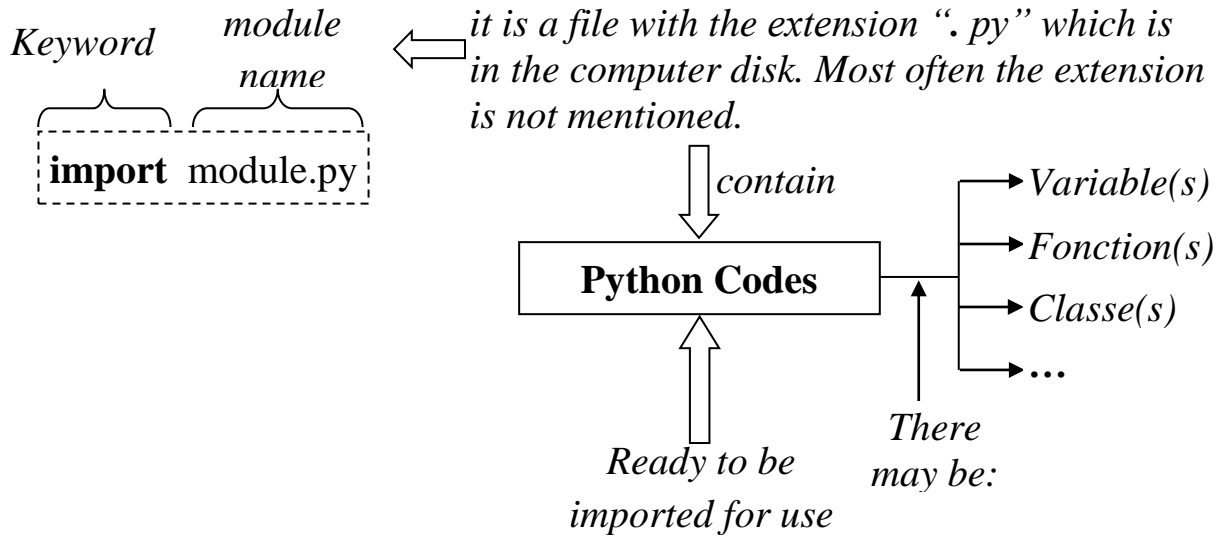 Keyword
module
name
import module.py
it is a file with the extension “. py” which is
in the computer disk. Most often the extension
is not mentioned.
contain
Python Codes
Variable(s)
Fonction(s)
Classe(s)
...
There
may be:
Ready to be
imported for use